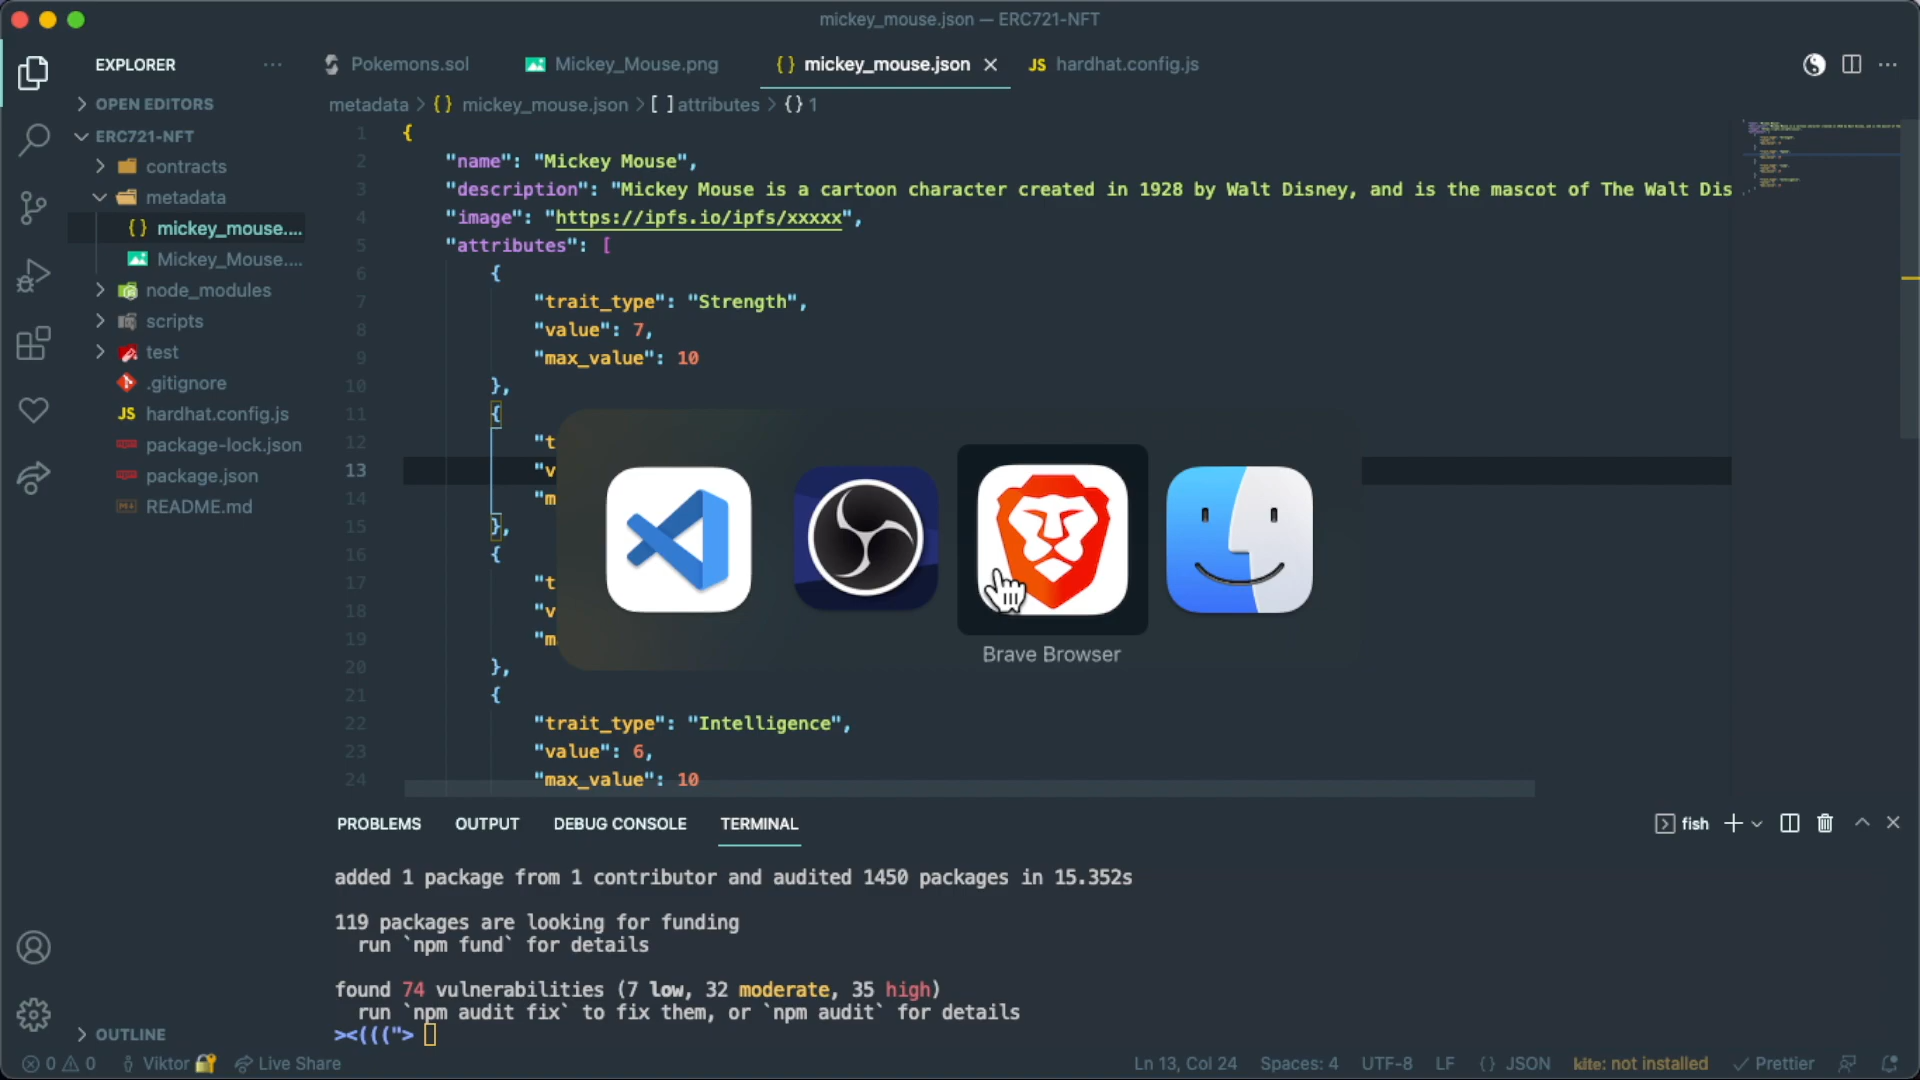 mickey_mouse.json — ERC721-NFT
EXPLORER
Pokemons.sol
Mickey_Mouse.png
{ } mickey_mouse.json
JS hardhat.config.js
OPEN EDITORS
metadata > { } mickey_mouse.json > [ ] attributes > { } 1
ERC721-NFT
contracts
metadata
{ } mickey_mouse....
Mickey_Mouse....
node_modules
scripts
test
.gitignore
JS hardhat.config.js
package-lock.json
package.json
README.md
OUTLINE
1 {
2 "name": "Mickey Mouse",
3 "description": "Mickey Mouse is a cartoon character created in 1928 by Walt Disney, and is the mascot of The Walt Dis
4 "image": "https://ipfs.io/ipfs/xxxxx",
5 "attributes": [
6 {
7 "trait_type": "Strength",
8 "value": 7,
9 "max_value": 10
10 },
11 {
12 "t
13 "v
14 "m
15 },
16 {
17 "t
18 "v
19 "m
20 },
21 {
22 "trait_type": "Intelligence",
23 "value": 6,
24 "max_value": 10
Brave Browser
PROBLEMS
OUTPUT
DEBUG CONSOLE
TERMINAL
fish
added 1 package from 1 contributor and audited 1450 packages in 15.352s
119 packages are looking for funding
run `npm fund` for details
found 74 vulnerabilities (7 low, 32 moderate, 35 high)
run `npm audit fix` to fix them, or `npm audit` for details
><((("> 
0 0 Viktor Live Share
Ln 13, Col 24 Spaces: 4 UTF-8 LF { } JSON kite: not installed Prettier